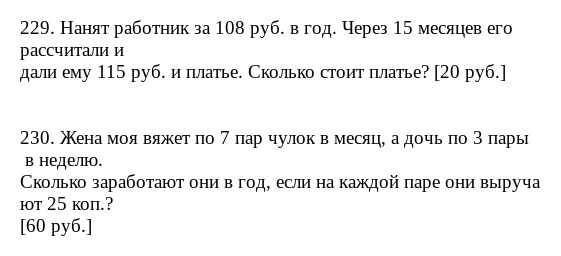 229. Нанят работник за 108 руб. в год. Через 15 месяцев его
рассчитали и
дали ему 115 руб. и платье. Сколько стоит платье? [20 руб.]
230. Жена моя вяжет по 7 пар чулок в месяц, а дочь по 3 пары
в неделю.
Сколько заработают они в год, если на каждой паре они выруча
ют 25 коп.?
[60 руб.]